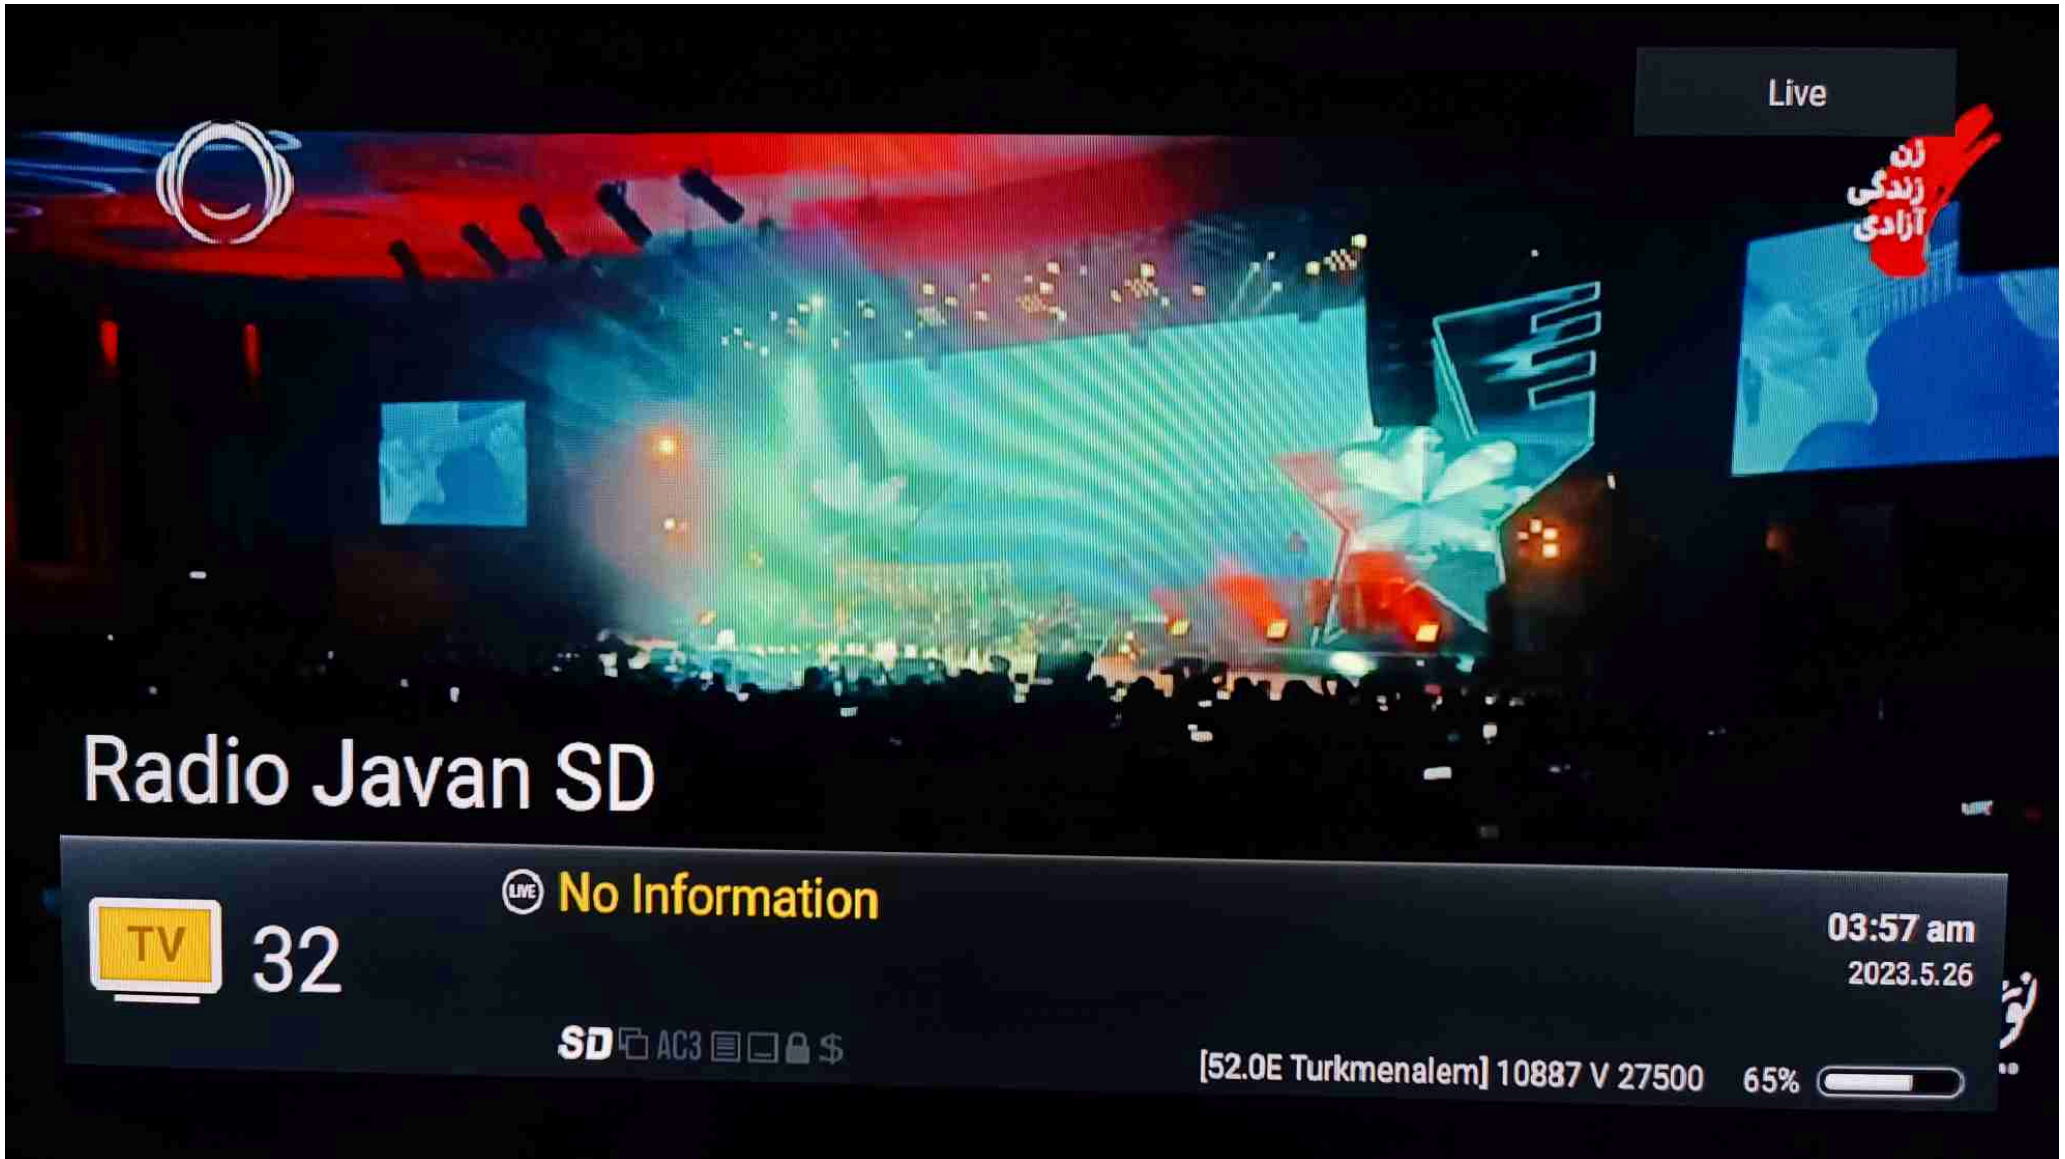 Live
زن
زندگی
آزادی
Radio Javan SD
LIVE No Information
TV 32
03:57 am
2023.5.26
SD AC3 $
[52.0E Turkmenalem] 10887 V 27500 65%